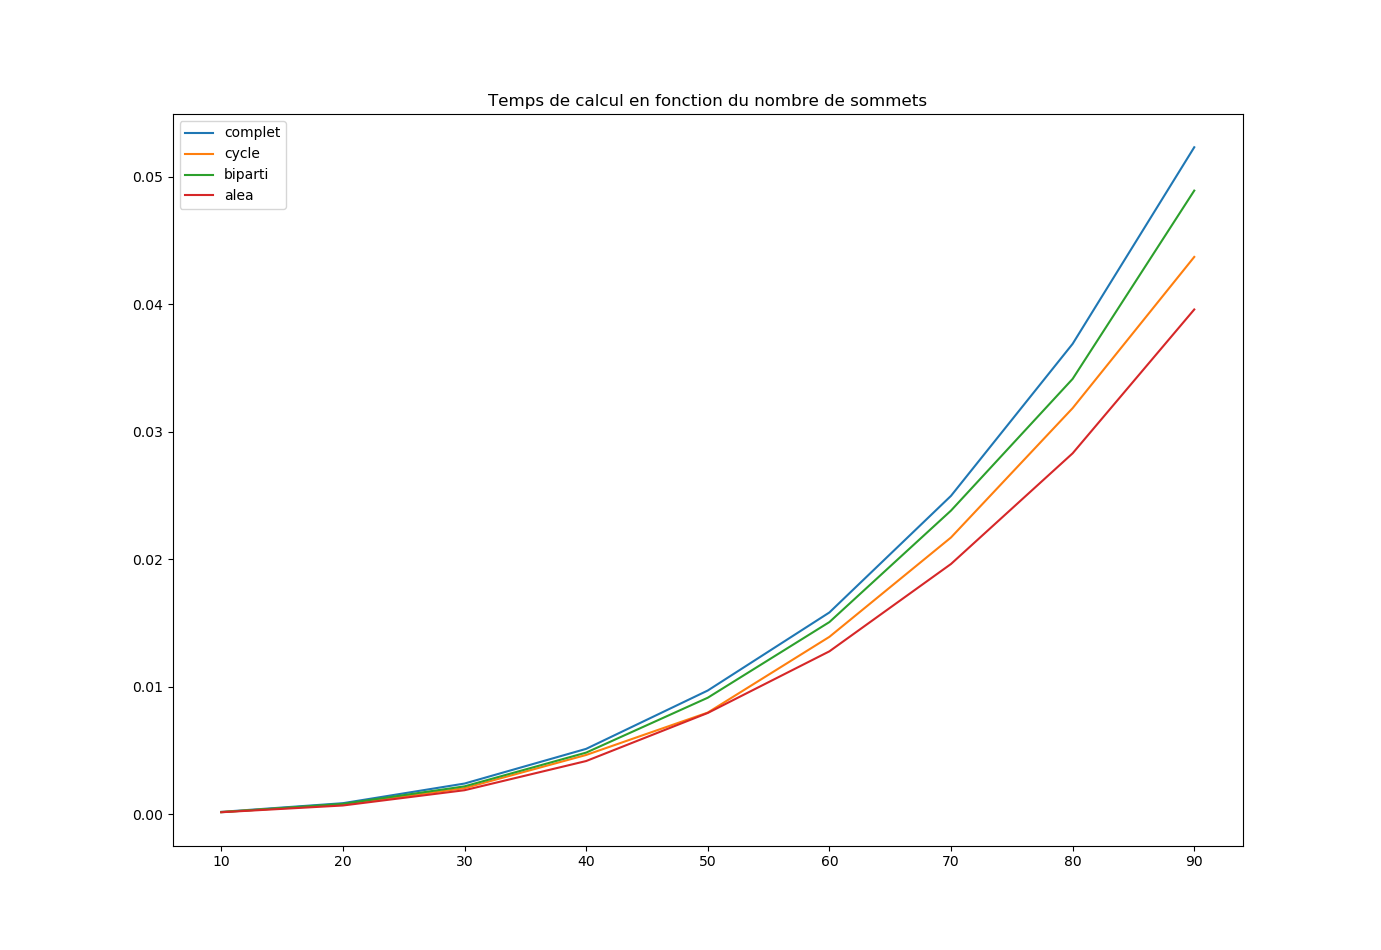 Temps de calcul en fonction du nombre de sommets
complet
cycle
biparti
alea
0.05
0.04
0.03
0.02
0.01
0.00
10 20 30 40 50 60 70 80 90